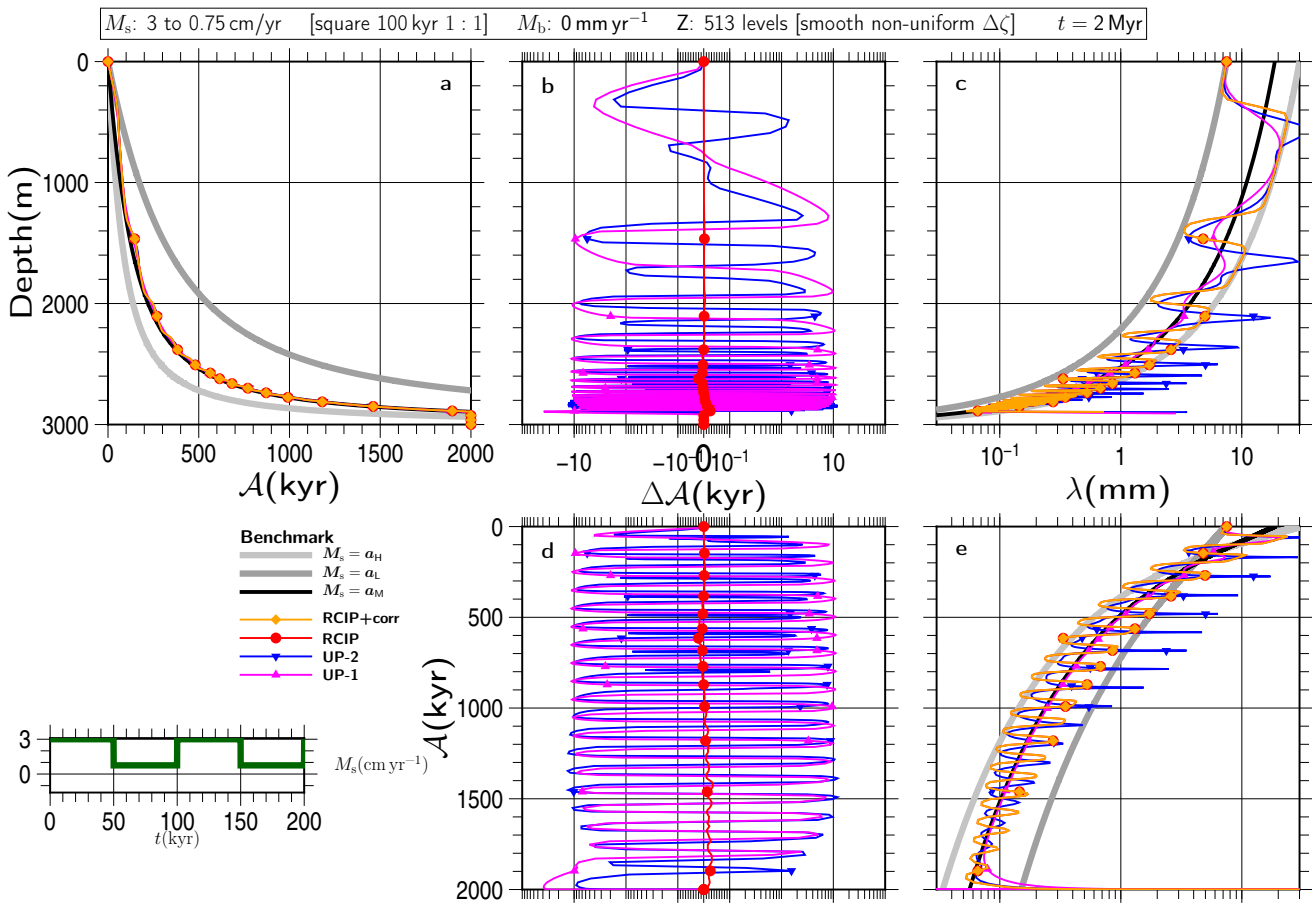 Mₛ: 3 to 0.75 cm/yr [square 100 kyr 1 : 1] M_b: 0 mm yr⁻¹ Z: 513 levels [smooth non-uniform Δζ] t = 2 Myr
a
b
c
0
1000
2000
3000
Depth(m)
0 500 1000 1500 2000
𝒜(kyr)
−10 −10⁻¹ 0 10⁻¹ 10
Δ𝒜(kyr)
10⁻¹ 1 10
λ(mm)
Benchmark
Mₛ = a_H
Mₛ = a_L
Mₛ = a_M
RCIP+corr
RCIP
UP-2
UP-1
3
0
Mₛ(cm yr⁻¹)
0 50 100 150 200
t(kyr)
d
e
0
500
1000
1500
2000
𝒜(kyr)